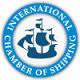 INTERNATIONAL
CHAMBER OF SHIPPING